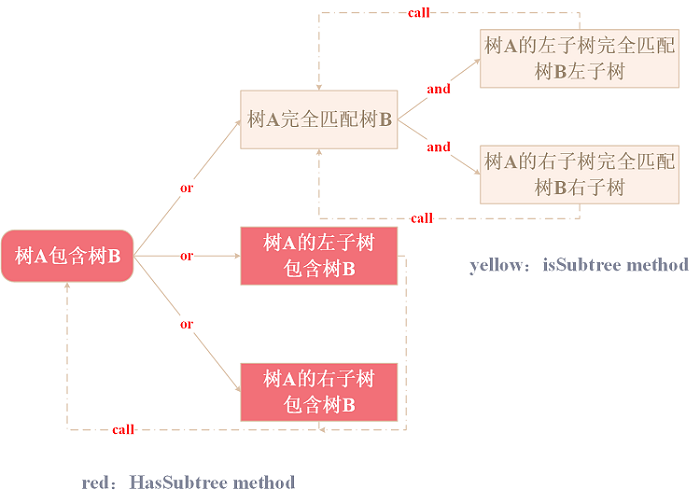 call
树A的左子树完全匹配
树B左子树
and
树A完全匹配树B
and
树A的右子树完全匹配
树B右子树
or
call
树A包含树B
or
树A的左子树
包含树B
yellow：isSubtree method
or
树A的右子树
包含树B
call
red：HasSubtree method